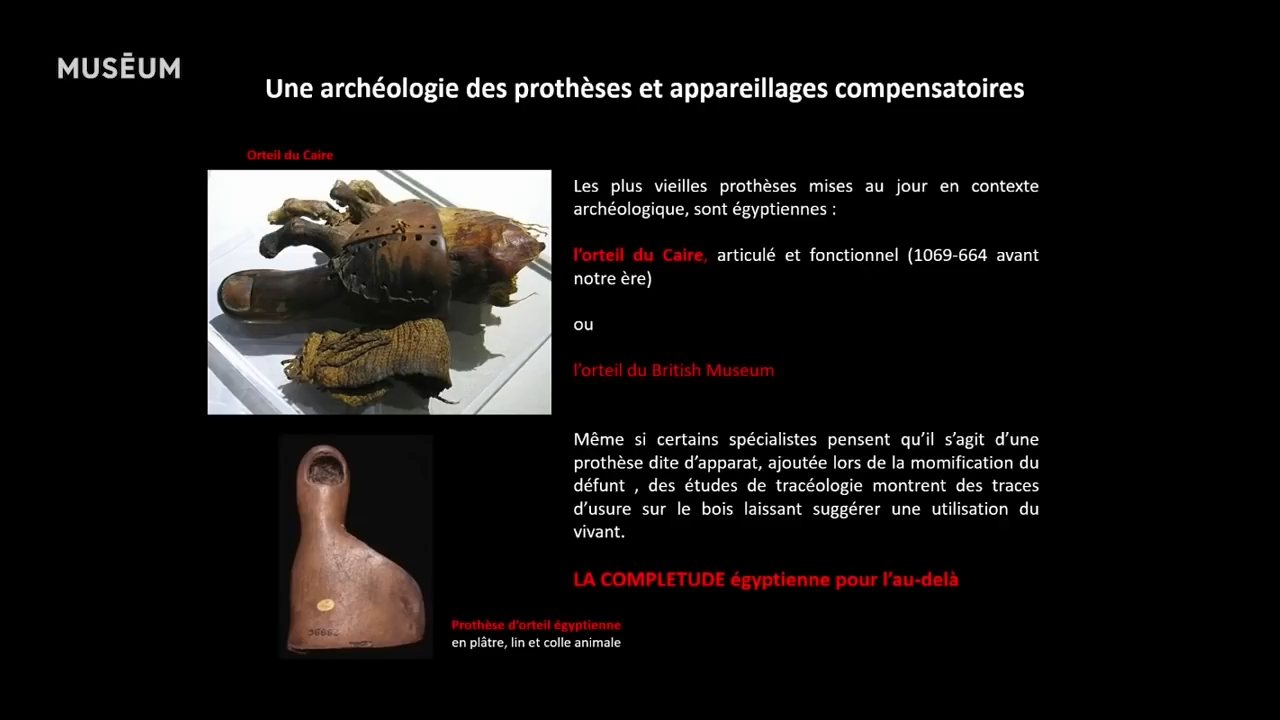 MUSĒUM
Une archéologie des prothèses et appareillages compensatoires
Orteil du Caire
Les plus vieilles prothèses mises au jour en contexte
archéologique, sont égyptiennes :
l'orteil du Caire, articulé et fonctionnel (1069-664 avant
notre ère)
ou
l'orteil du British Museum
Même si certains spécialistes pensent qu'il s'agit d'une
prothèse dite d'apparat, ajoutée lors de la momification du
défunt , des études de tracéologie montrent des traces
d'usure sur le bois laissant suggérer une utilisation du
vivant.
LA COMPLETUDE égyptienne pour l'au-delà
Prothèse d'orteil égyptienne
en plâtre, lin et colle animale